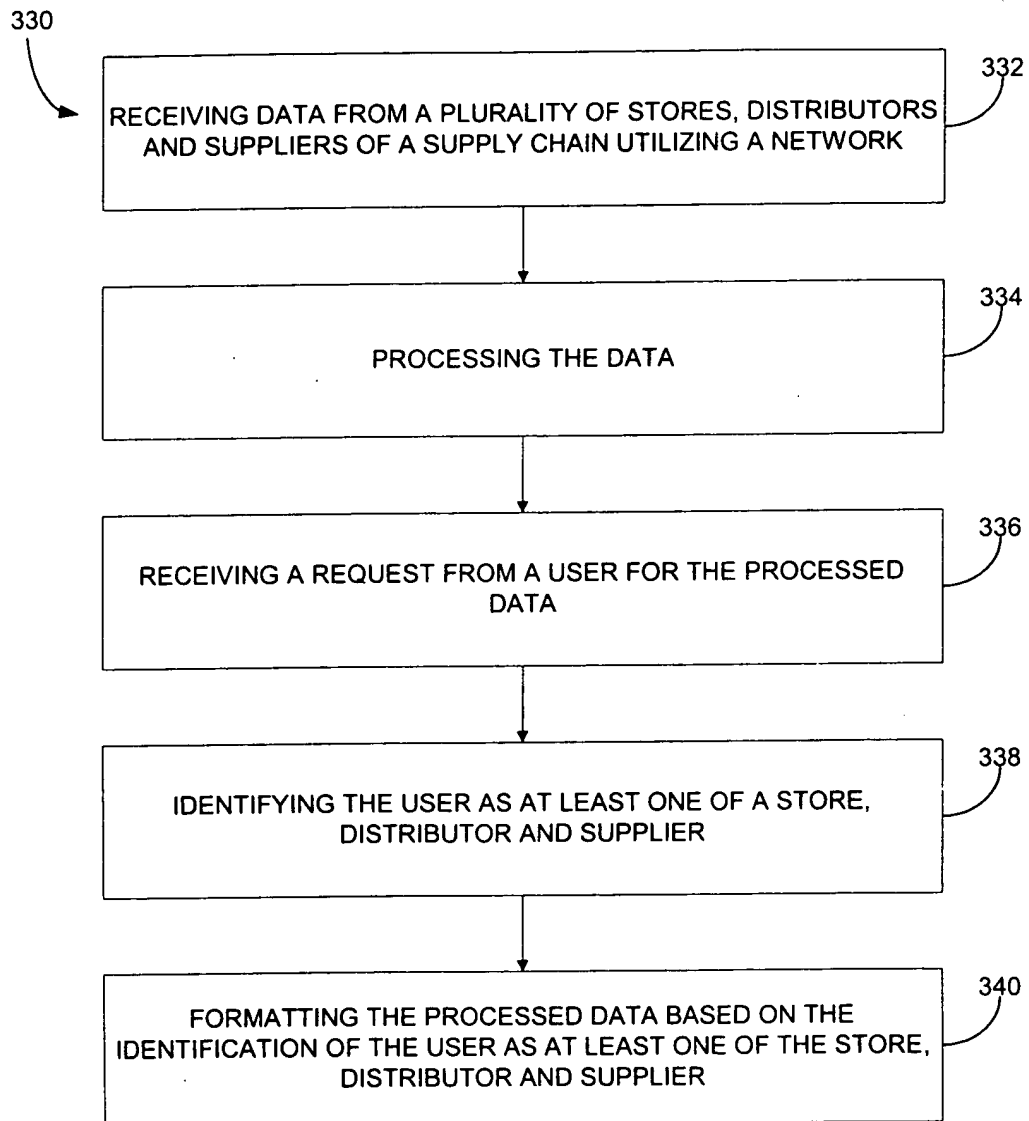 330
332
RECEIVING DATA FROM A PLURALITY OF STORES, DISTRIBUTORS
AND SUPPLIERS OF A SUPPLY CHAIN UTILIZING A NETWORK
334
PROCESSING THE DATA
336
RECEIVING A REQUEST FROM A USER FOR THE PROCESSED
DATA
338
IDENTIFYING THE USER AS AT LEAST ONE OF A STORE,
DISTRIBUTOR AND SUPPLIER
340
FORMATTING THE PROCESSED DATA BASED ON THE
IDENTIFICATION OF THE USER AS AT LEAST ONE OF THE STORE,
DISTRIBUTOR AND SUPPLIER